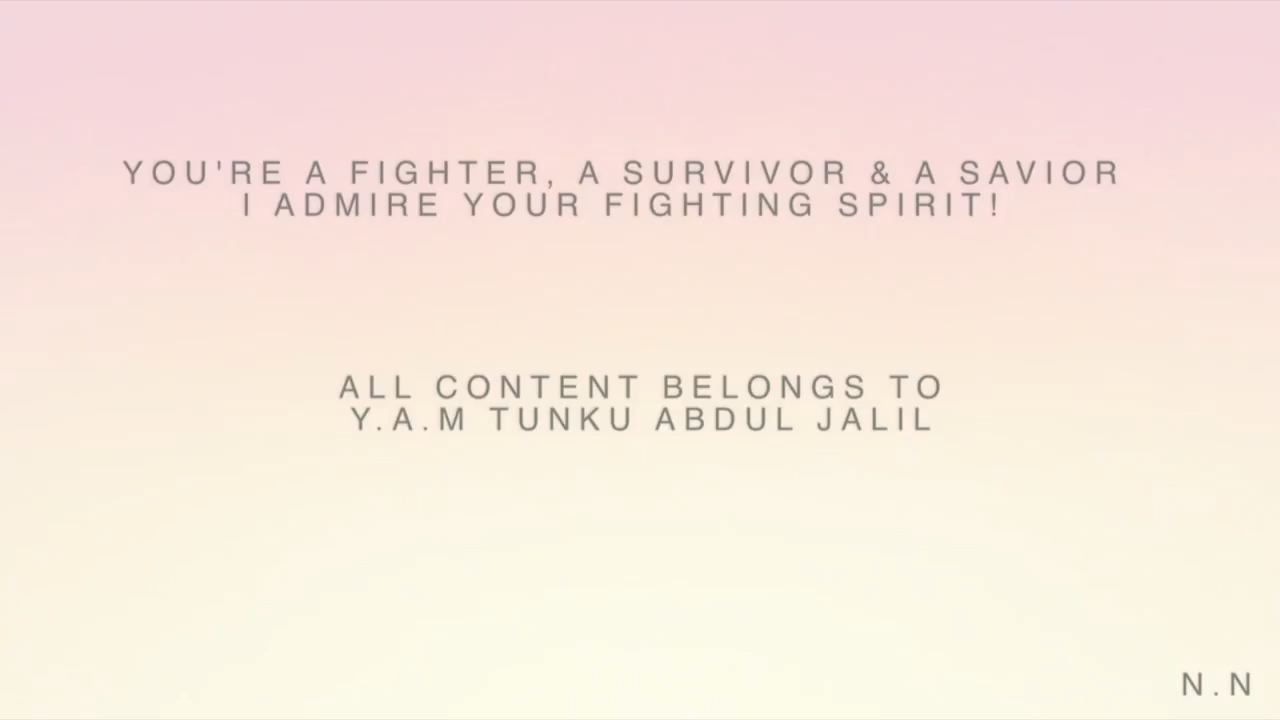 YOU'RE A FIGHTER, A SURVIVOR & A SAVIOR
I ADMIRE YOUR FIGHTING SPIRIT!
ALL CONTENT BELONGS TO
Y.A.M TUNKU ABDUL JALIL
N.N